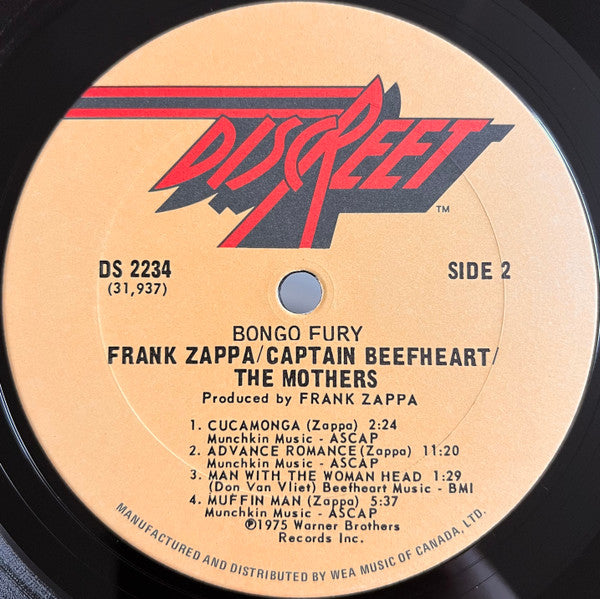 DISCREET
TM
DS 2234
SIDE 2
(31,937)
BONGO FURY
FRANK ZAPPA/CAPTAIN BEEFHEART/
THE MOTHERS
Produced by FRANK ZAPPA
1. CUCAMONGA (Zappa) 2:24
Munchkin Music - ASCAP
2. ADVANCE ROMANCE (Zappa) 11:20
Munchkin Music - ASCAP
3. MAN WITH THE WOMAN HEAD 1:29
(Don Van Vliet) Beefheart Music - BMI
4. MUFFIN MAN (Zappa) 5:37
Munchkin Music - ASCAP
℗1975 Warner Brothers
Records Inc.
MANUFACTURED AND DISTRIBUTED BY WEA MUSIC OF CANADA, LTD.